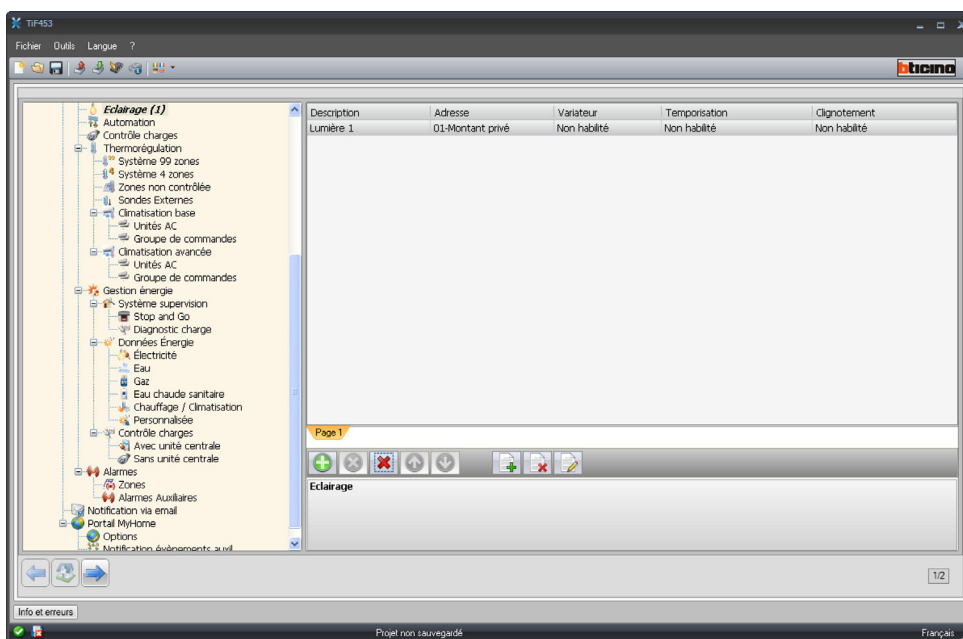 TiF453
Fichier Outils Langue ?
bticino
Eclairage (1)
Automation
Contrôle charges
Thermorégulation
Système 99 zones
Système 4 zones
Zones non contrôlée
Sondes Externes
Climatisation base
Unités AC
Groupe de commandes
Climatisation avancée
Unités AC
Groupe de commandes
Gestion énergie
Système supervision
Stop and Go
Diagnostic charge
Données Énergie
Électricité
Eau
Gaz
Eau chaude sanitaire
Chauffage / Climatisation
Personnalisée
Contrôle charges
Avec unité centrale
Sans unité centrale
Alarmes
Zones
Alarmes Auxiliaires
Notification via email
Portail MyHome
Options
Notification évènements auxil
Description Adresse Variateur Temporisation Clignotement
Lumière 1 01-Montant privé Non habilité Non habilité Non habilité
Page 1
Eclairage
1/2
Info et erreurs
Projet non sauvegardé Français